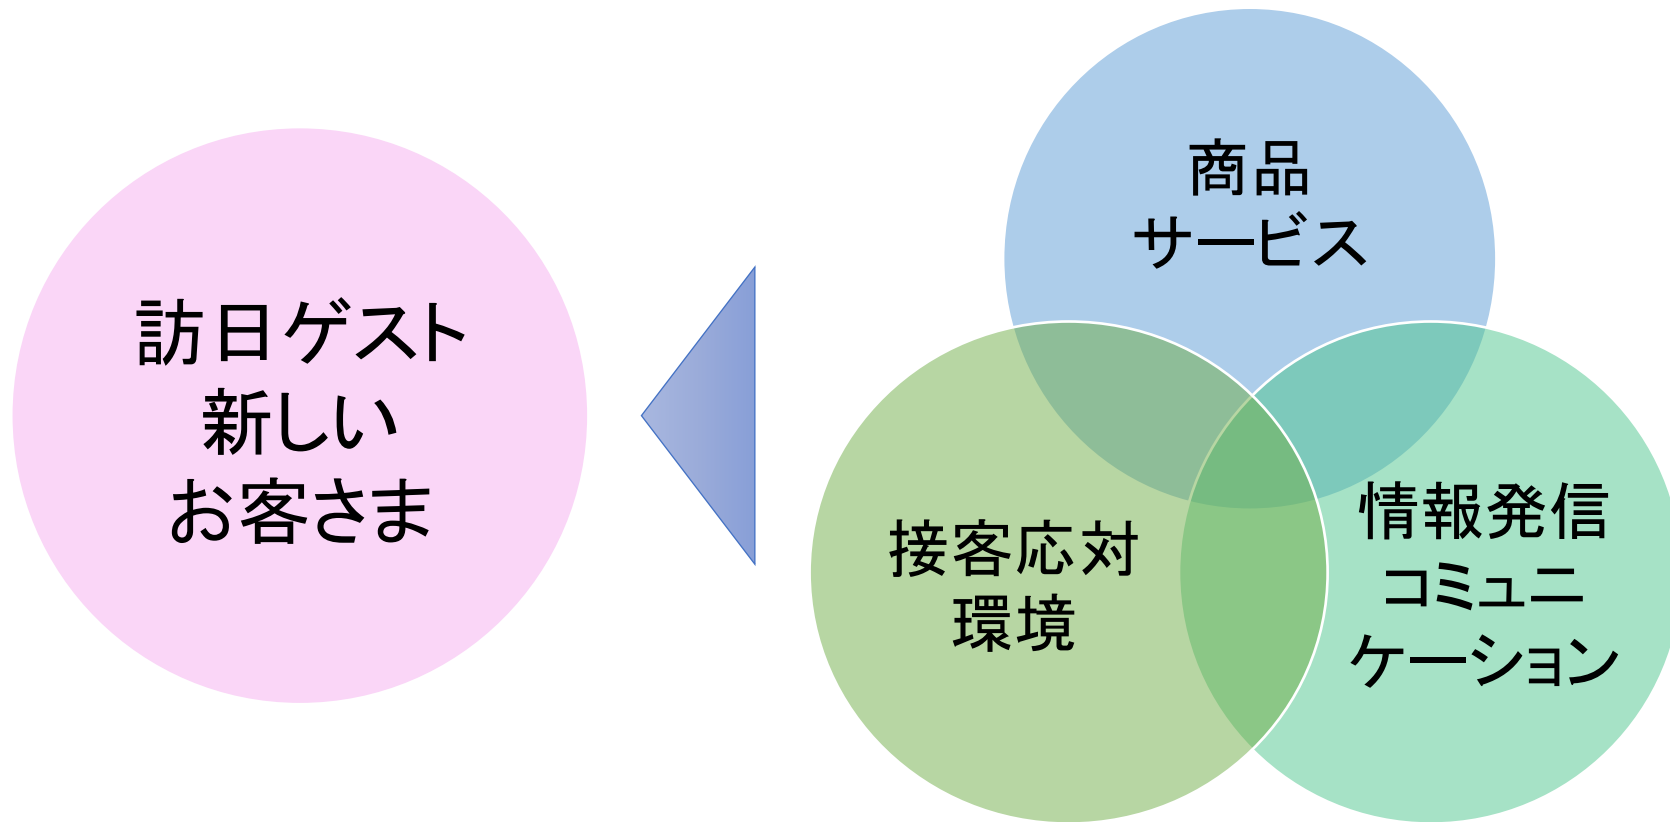 訪日ゲスト
新しい
お客さま
商品
サービス
接客応対
環境
情報発信
コミュニ
ケーション